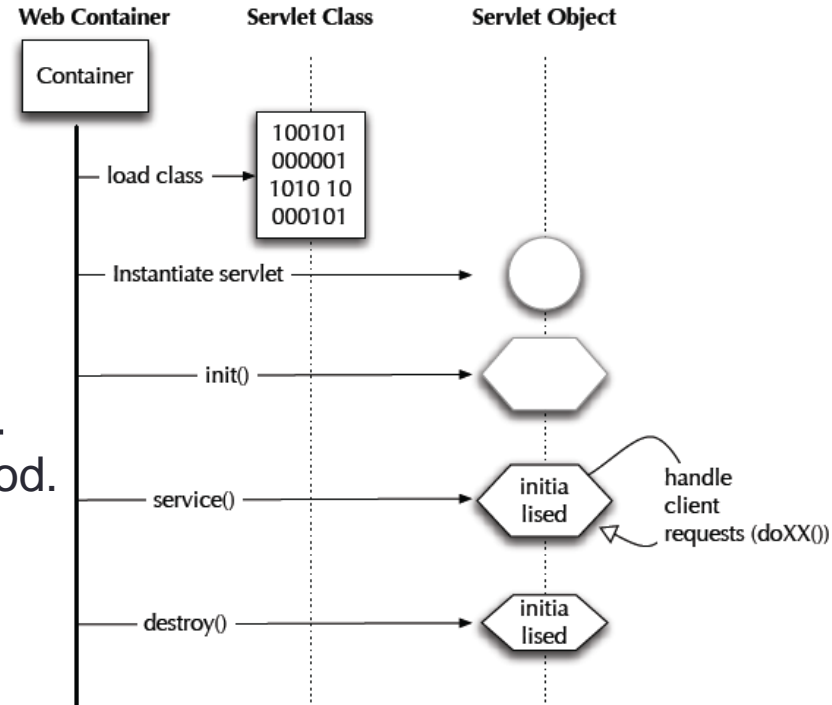 Web Container
Servlet Class
Servlet Object
Container
100101
000001
1010 10
000101
load class
Instantiate servlet
init()
.
od.
service()
initia
lised
handle
client
requests (doXX())
destroy()
initia
lised